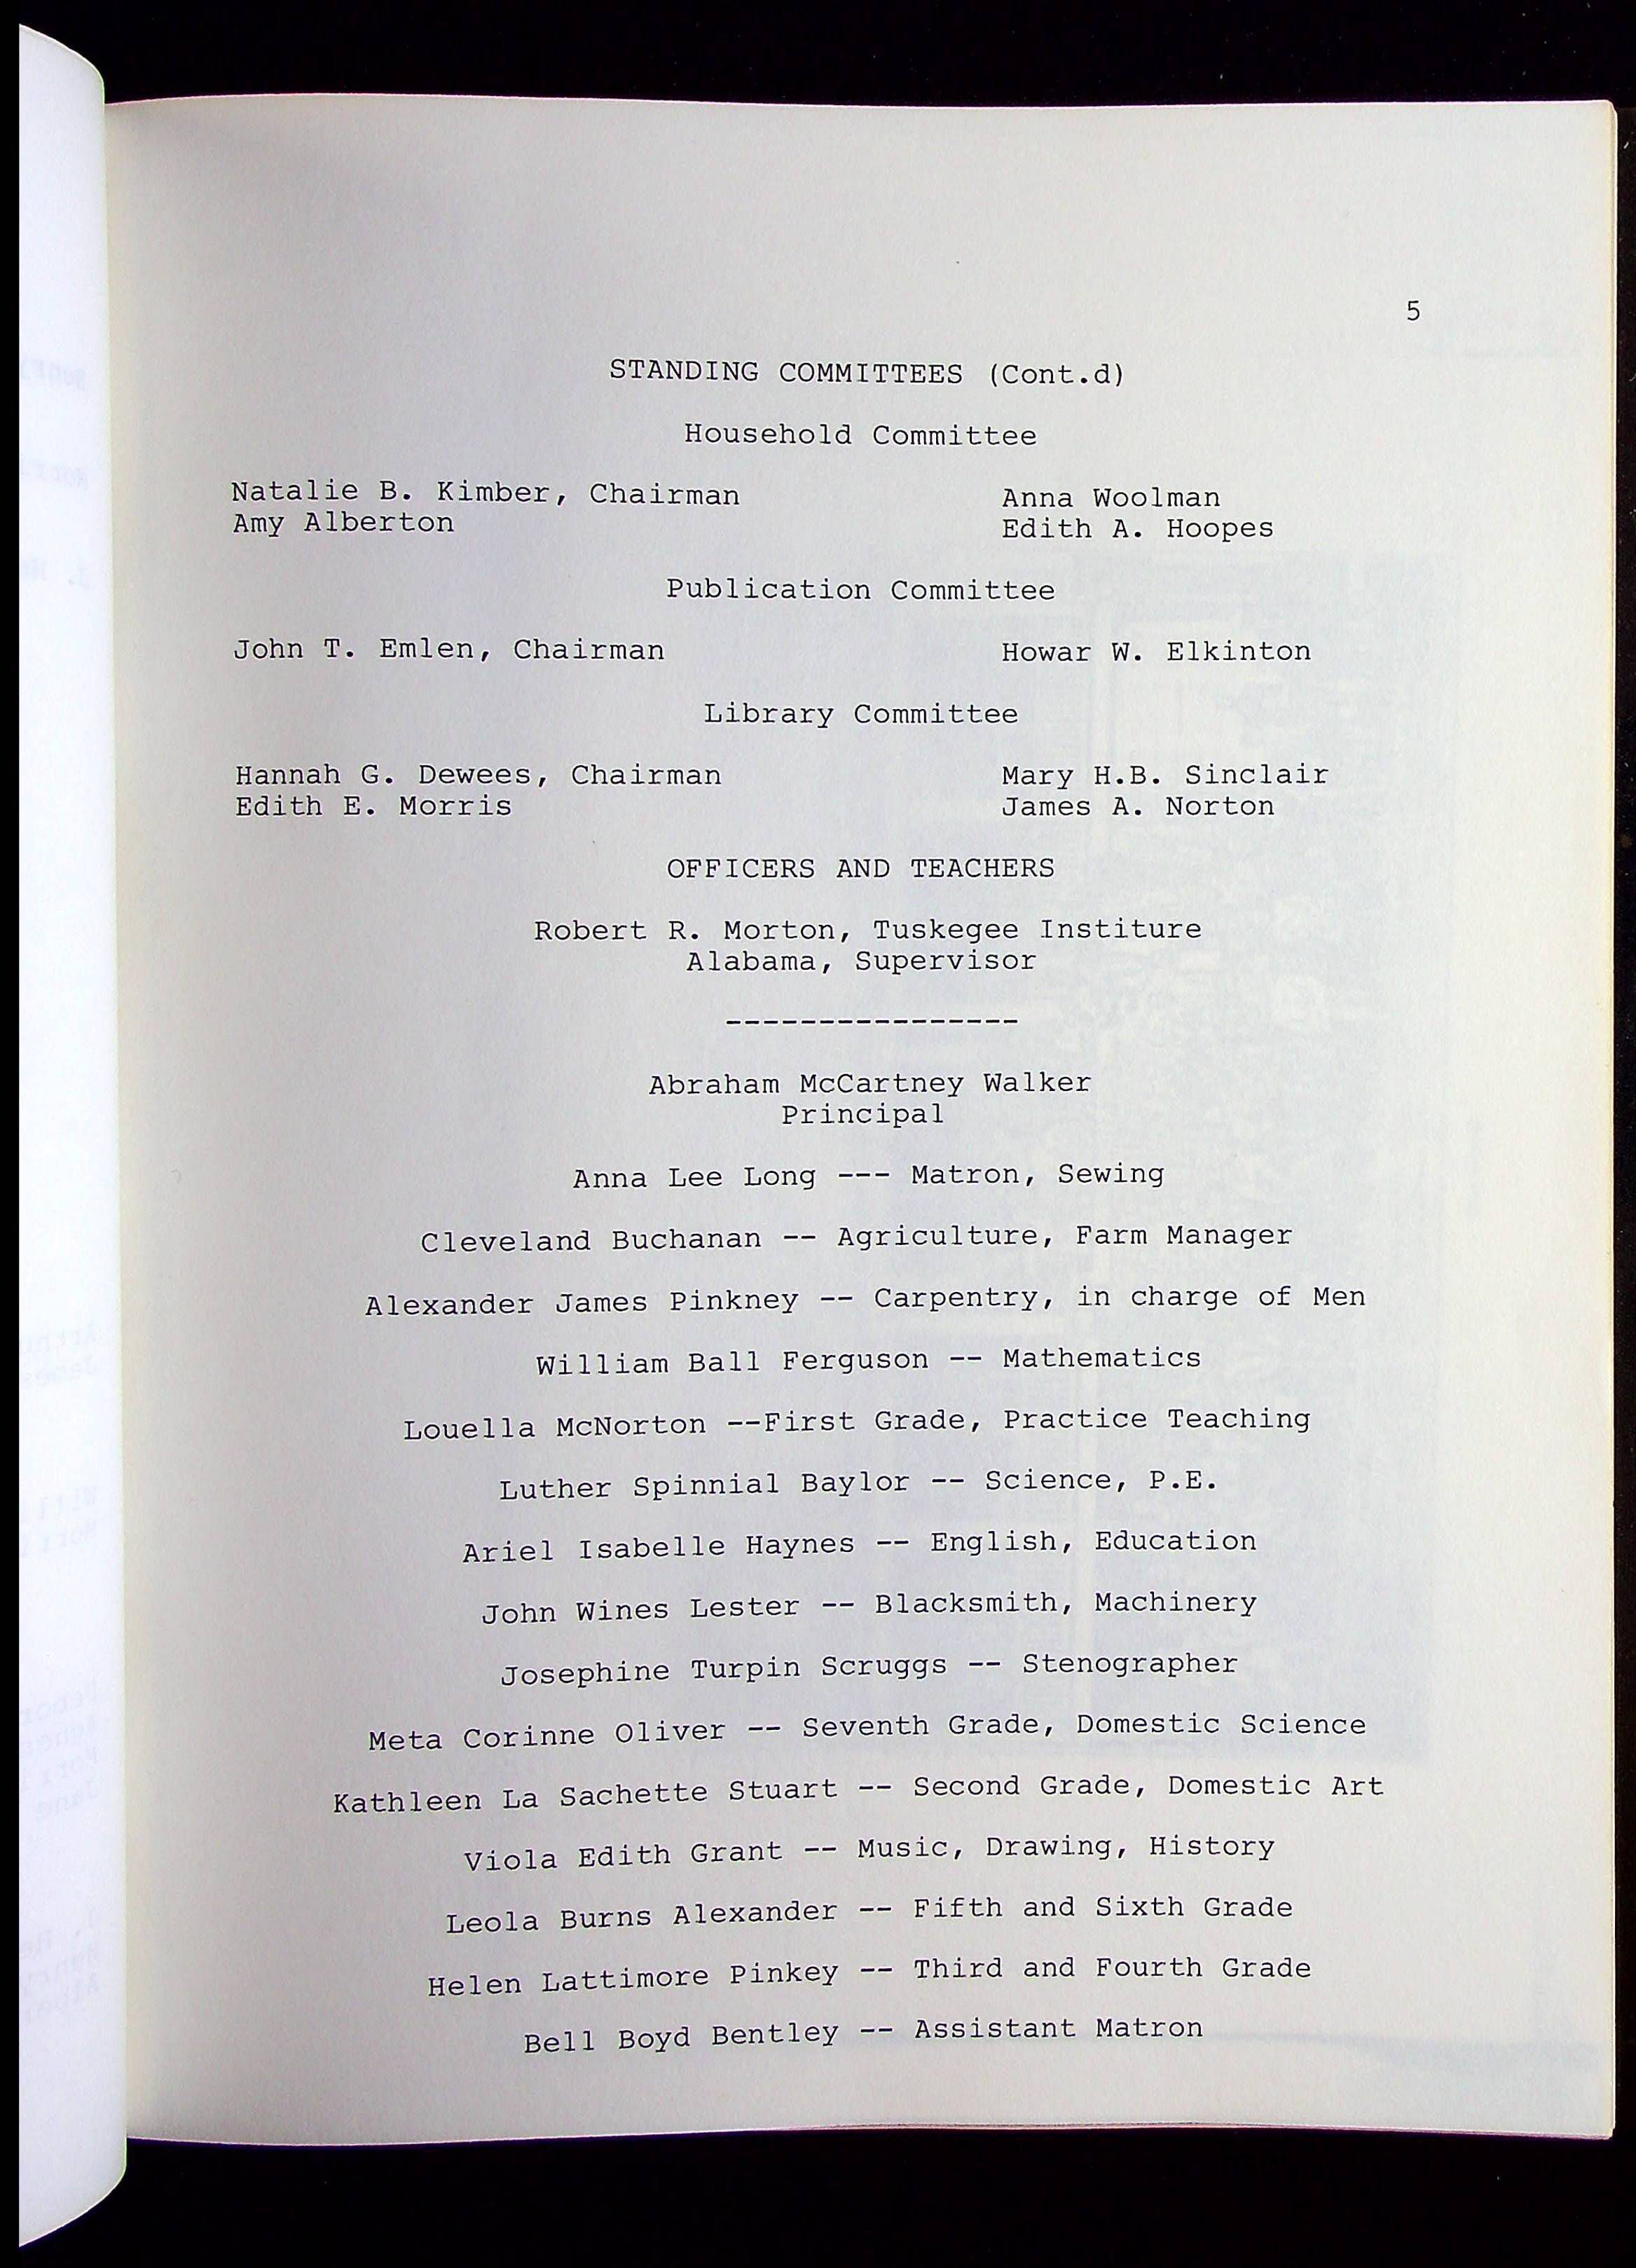 5
STANDING COMMITTEES (Cont.d)
Household Committee
Natalie B. Kimber, Chairman Anna Woolman
Amy Alberton Edith A. Hoopes
Publication Committee
John T. Emlen, Chairman Howar W. Elkinton
Library Committee
Hannah G. Dewees, Chairman Mary H.B. Sinclair
Edith E. Morris James A. Norton
OFFICERS AND TEACHERS
Robert R. Morton, Tuskegee Institure
Alabama, Supervisor
----------------
Abraham McCartney Walker
Principal
Anna Lee Long --- Matron, Sewing
Cleveland Buchanan -- Agriculture, Farm Manager
Alexander James Pinkney -- Carpentry, in charge of Men
William Ball Ferguson -- Mathematics
Louella McNorton --First Grade, Practice Teaching
Luther Spinnial Baylor -- Science, P.E.
Ariel Isabelle Haynes -- English, Education
John Wines Lester -- Blacksmith, Machinery
Josephine Turpin Scruggs -- Stenographer
Meta Corinne Oliver -- Seventh Grade, Domestic Science
Kathleen La Sachette Stuart -- Second Grade, Domestic Art
Viola Edith Grant -- Music, Drawing, History
Leola Burns Alexander -- Fifth and Sixth Grade
Helen Lattimore Pinkey -- Third and Fourth Grade
Bell Boyd Bentley -- Assistant Matron